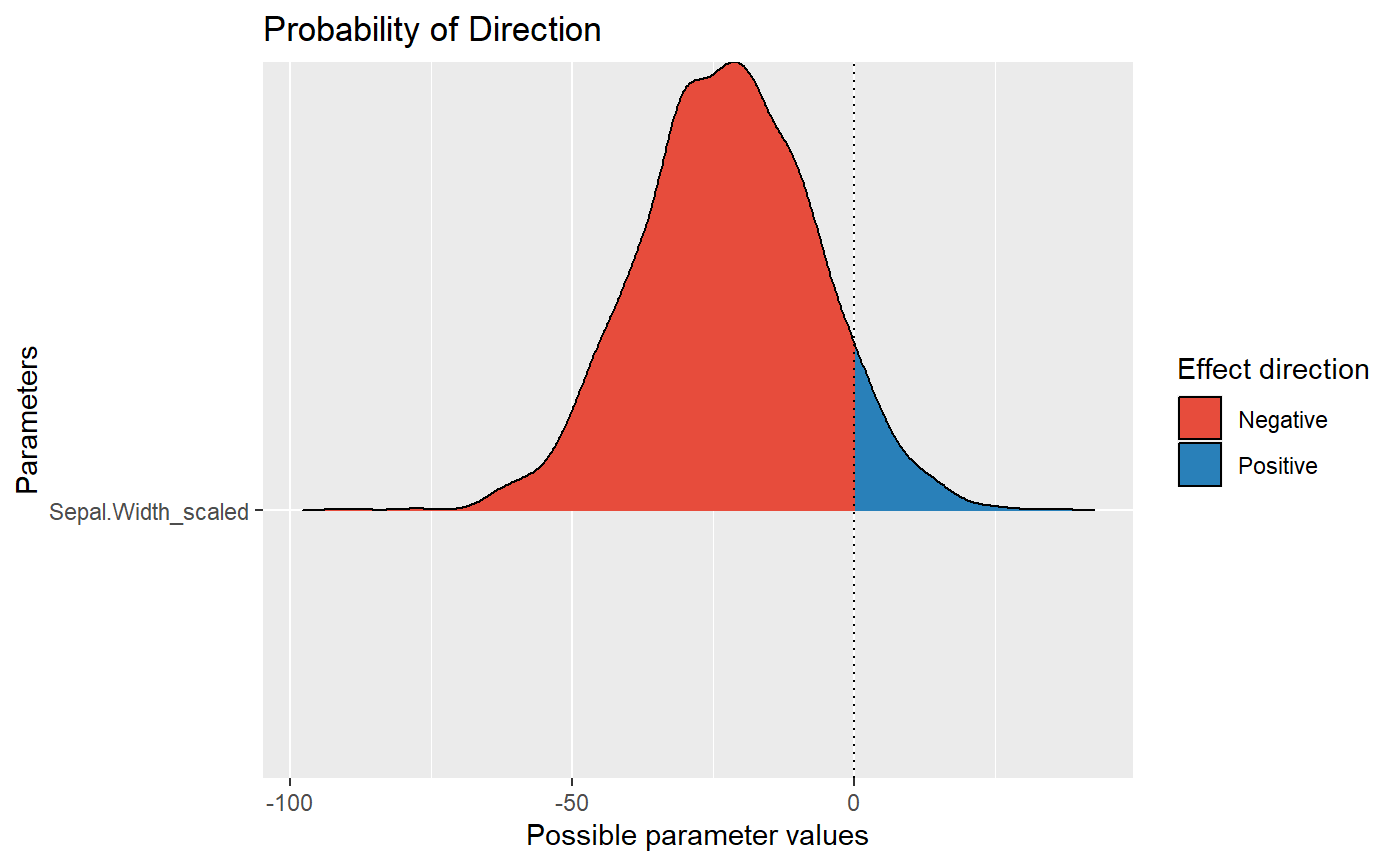 Probability of Direction
Parameters
Sepal.Width_scaled
-100
-50
0
Possible parameter values
Effect direction
Negative
Positive